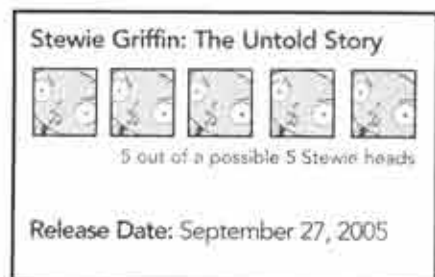 Stewie Griffin: The Untold Story
5 out of a possible 5 Stewie heads
Release Date: September 27, 2005